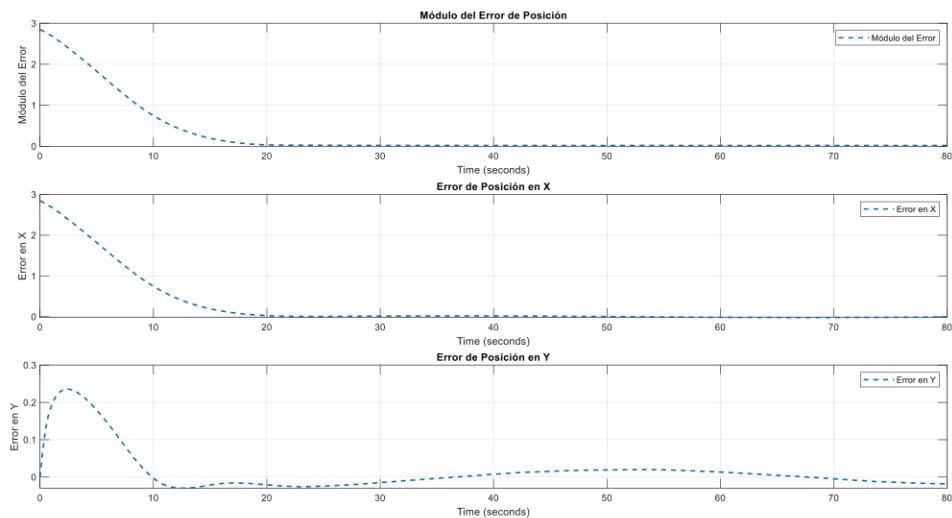 Módulo del Error de Posición
3
2
1
0
Módulo del Error
Módulo del Error
0 10 20 30 40 50 60 70 80
Time (seconds)
Error de Posición en X
3
2
1
0
Error en X
Error en X
0 10 20 30 40 50 60 70 80
Time (seconds)
Error de Posición en Y
0.3
0.2
0.1
0
Error en Y
Error en Y
0 10 20 30 40 50 60 70 80
Time (seconds)